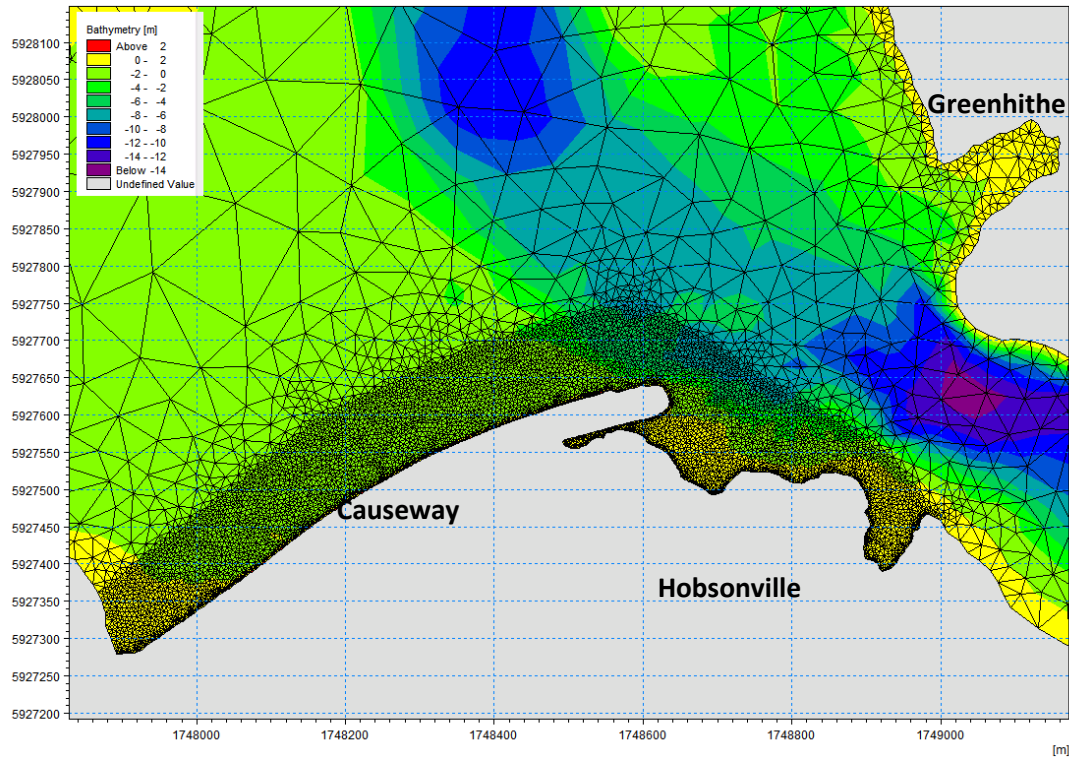 Bathymetry [m]
Above 2
0 - 2
-2 - 0
-4 - -2
-6 - -4
-8 - -6
-10 - -8
-12 - -10
-14 - -12
Below -14
Undefined Value
5928100
5928050
5928000
5927950
5927900
5927850
5927800
5927750
5927700
5927650
5927600
5927550
5927500
5927450
5927400
5927350
5927300
5927250
5927200
Greenhithe
Causeway
Hobsonville
1748000
1748200
1748400
1748600
1748800
1749000
[m]